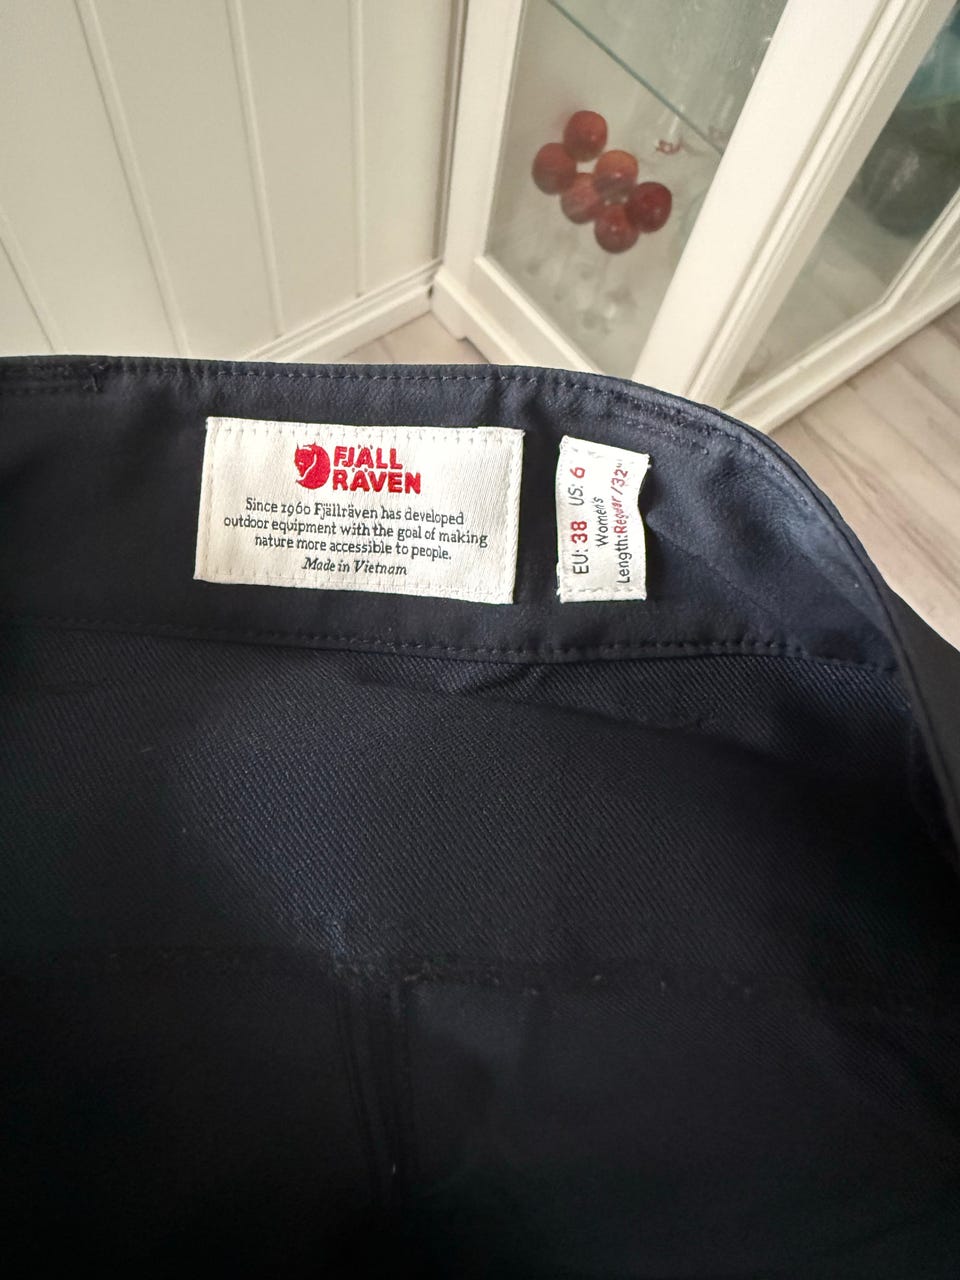 FJÄLL
RÄVEN
Since 1960 Fjällräven has developed
outdoor equipment with the goal of making
nature more accessible to people.
Made in Vietnam
EU: 38 US: 6
Women's
Length: Regular /32"